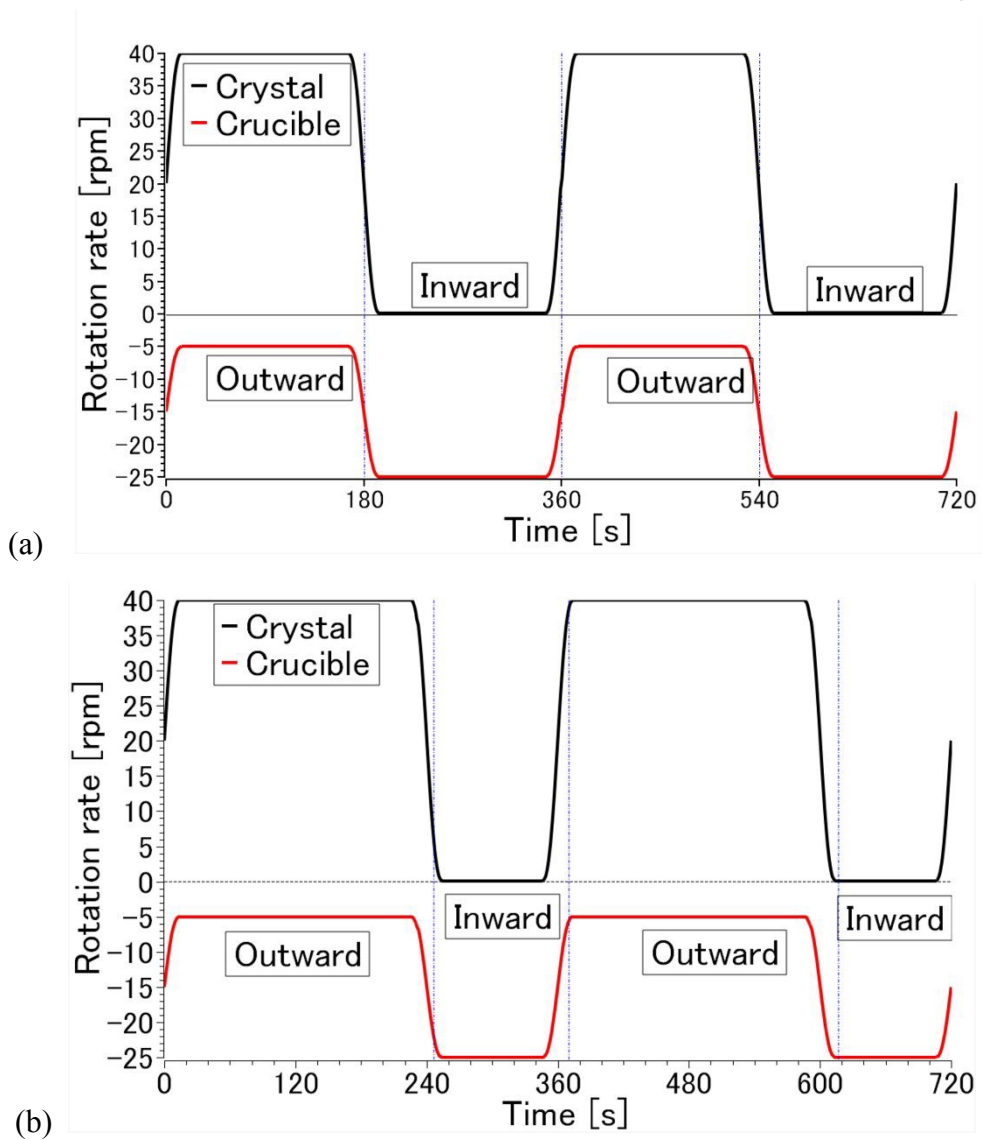 40
35
30
25
20
15
10
5
0
−5
−10
−15
−20
−25
Rotation rate [rpm]
Crystal
Crucible
Inward
Inward
Outward
Outward
0 180 360 540 720
Time [s]
(a)
40
35
30
25
20
15
10
5
0
−5
−10
−15
−20
−25
Rotation rate [rpm]
Crystal
Crucible
Inward
Inward
Outward
Outward
0 120 240 360 480 600 720
Time [s]
(b)